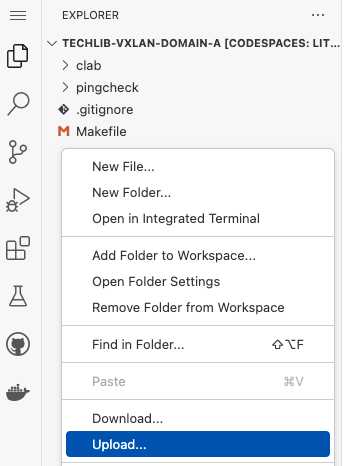 EXPLORER
TECHLIB-VXLAN-DOMAIN-A [CODESPACES: LIT...
clab
pingcheck
.gitignore
M Makefile
New File...
New Folder...
Open in Integrated Terminal
Add Folder to Workspace...
Open Folder Settings
Remove Folder from Workspace
Find in Folder... ⇧⌥F
Paste ⌘V
Download...
Upload...